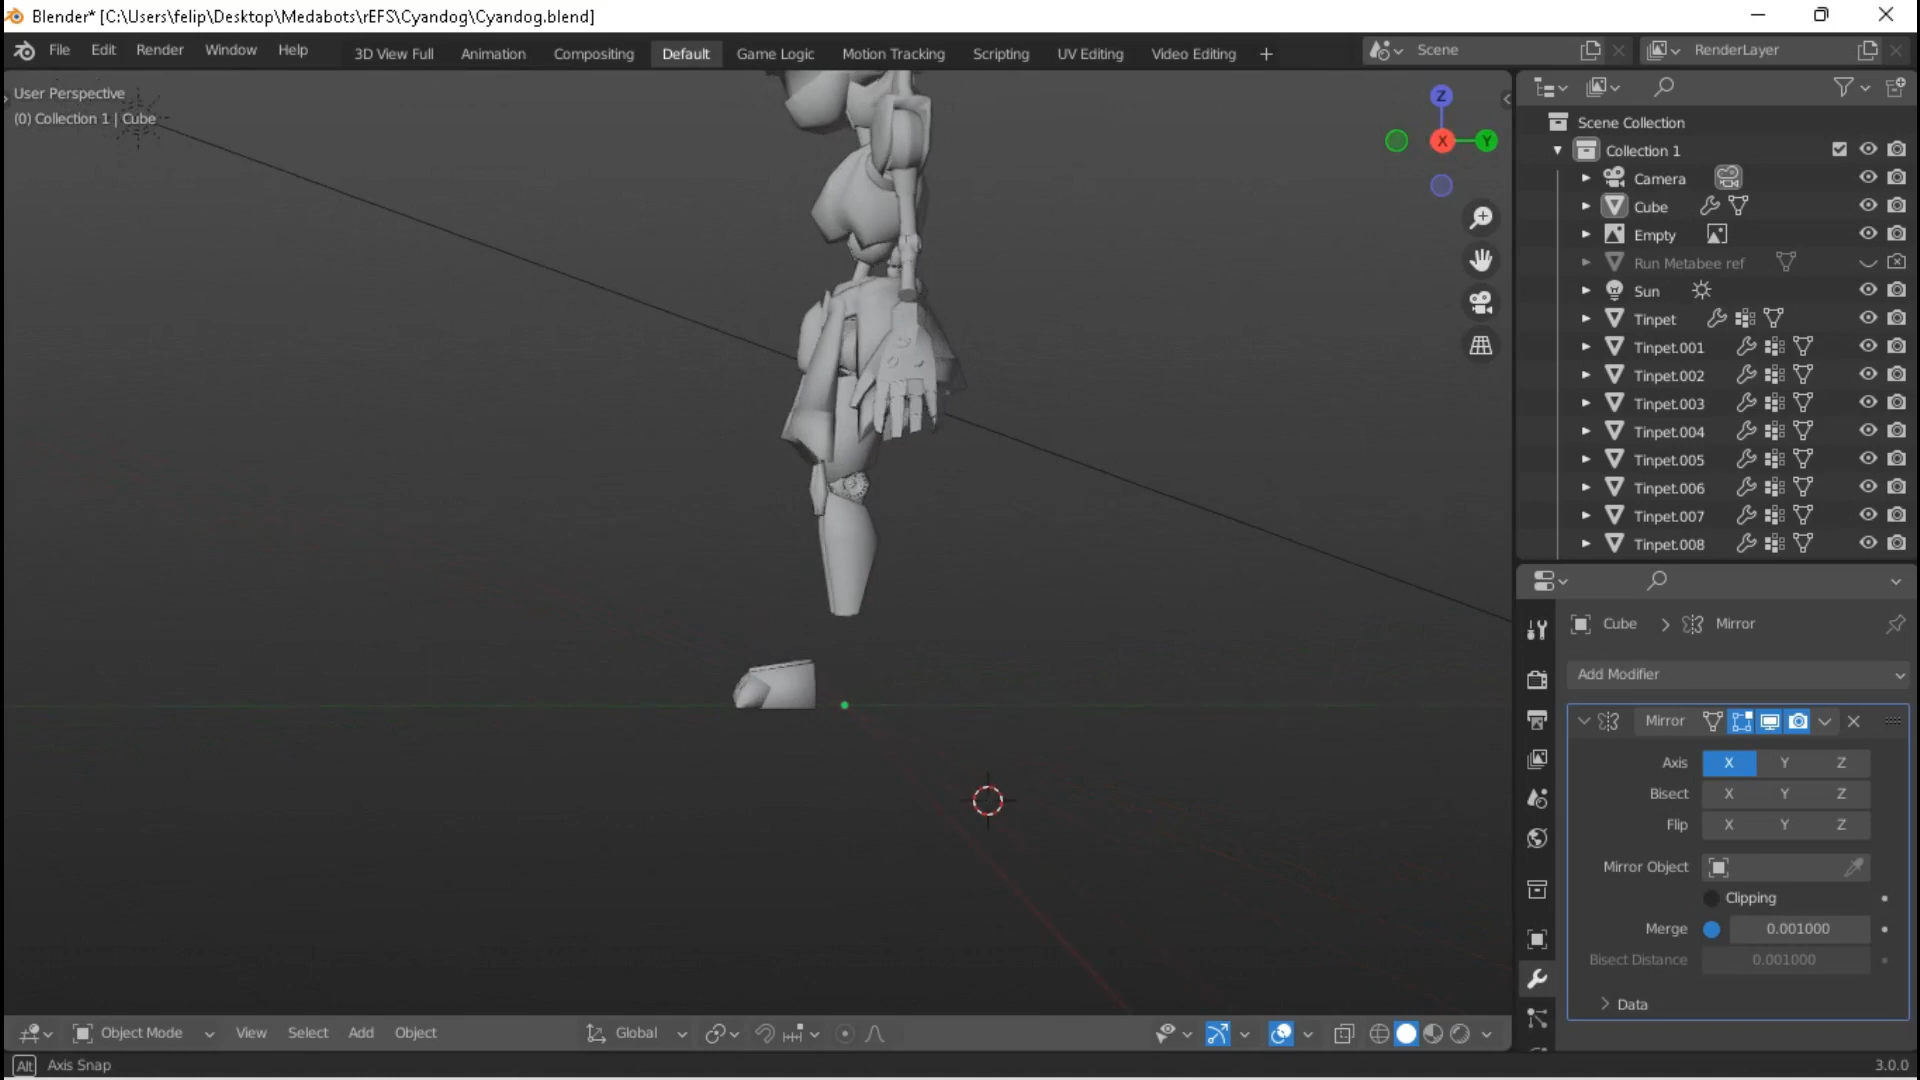 Blender* [C:\Users\felip\Desktop\Medabots\rEFS\Cyandog\Cyandog.blend]
File Edit Render Window Help 3D View Full Animation Compositing Default Game Logic Motion Tracking Scripting UV Editing Video Editing + Scene RenderLayer
User Perspective
(0) Collection 1 | Cube
Z
X
Y
Scene Collection
Collection 1
Camera
Cube
Empty
Run Metabee ref
Sun
Tinpet
Tinpet.001
Tinpet.002
Tinpet.003
Tinpet.004
Tinpet.005
Tinpet.006
Tinpet.007
Tinpet.008
Cube > Mirror
Add Modifier
Mirror
Axis X Y Z
Bisect X Y Z
Flip X Y Z
Mirror Object
Clipping
Merge 0.001000
Bisect Distance 0.001000
Data
Object Mode View Select Add Object Global
Alt Axis Snap
3.0.0